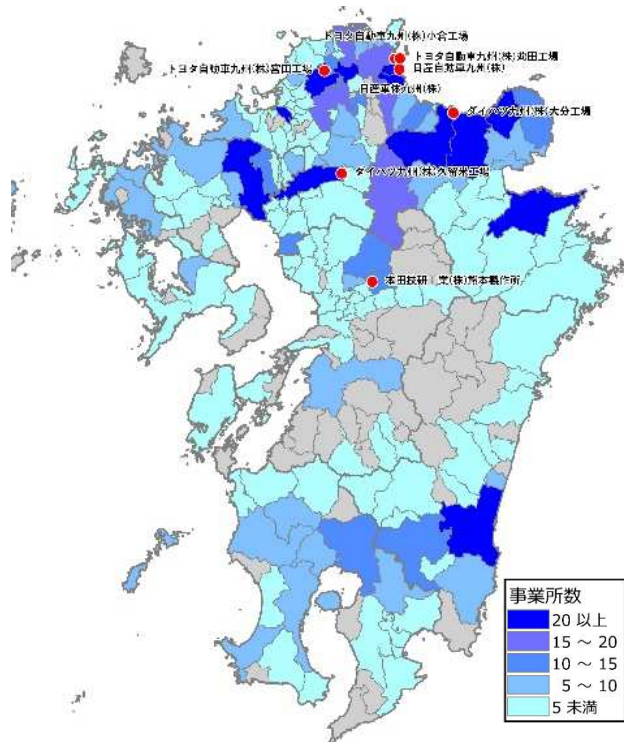 トヨタ自動車九州(株)小倉工場
トヨタ自動車九州(株)苅田工場
トヨタ自動車九州(株)宮田工場
日産自動車九州(株)
日産車体九州(株)
ダイハツ九州(株)大分工場
ダイハツ九州(株)久留米工場
本田技研工業(株)熊本製作所
事業所数
20 以上
15 ～ 20
10 ～ 15
5 ～ 10
5 未満